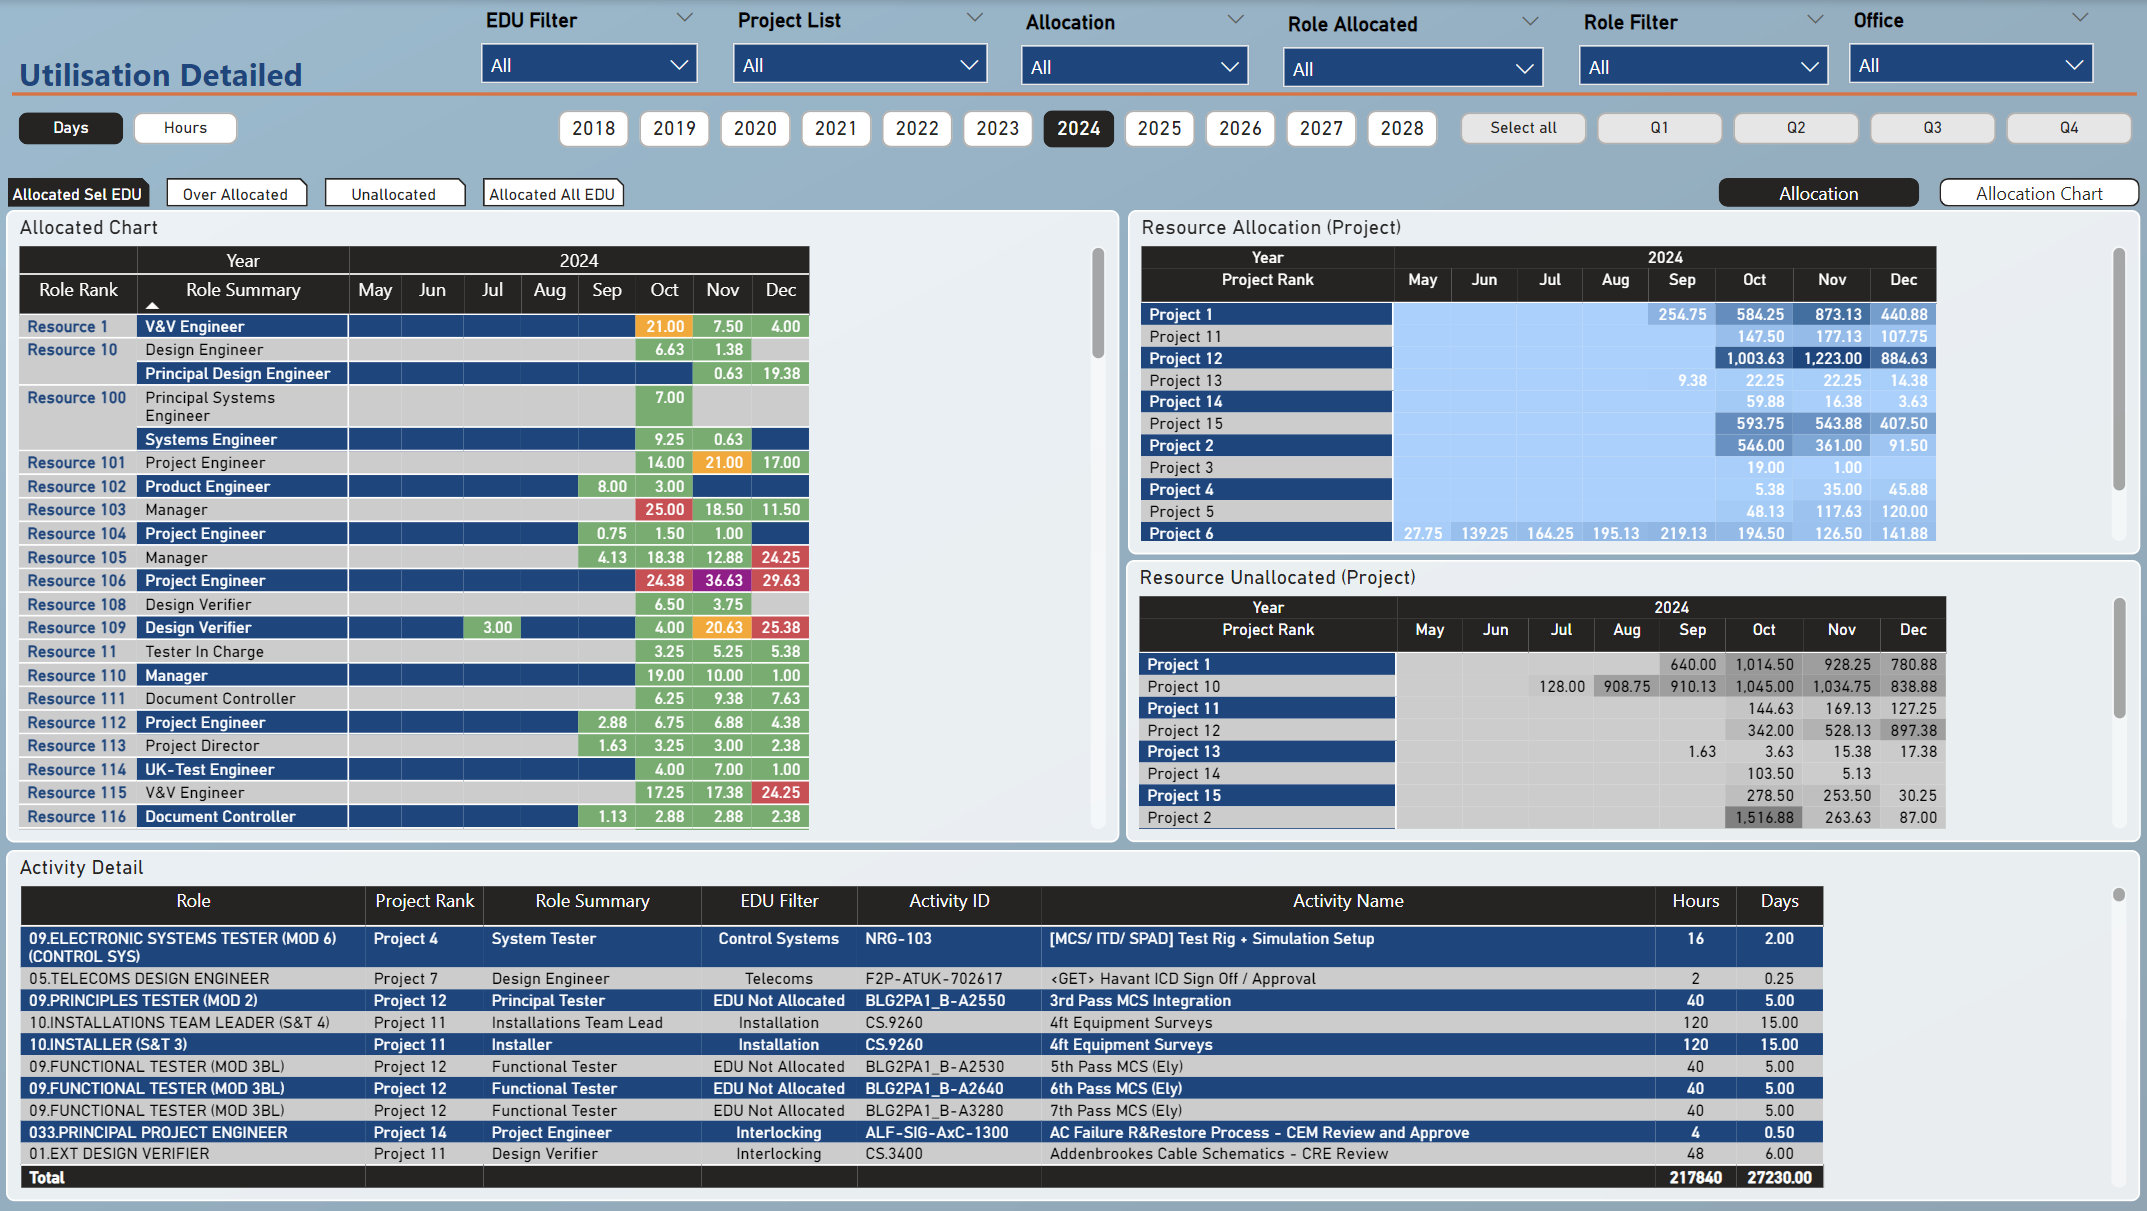 EDU Filter Project List Allocation Role Allocated Role Filter Office
All All All All All All
Utilisation Detailed
Days Hours 2018 2019 2020 2021 2022 2023 2024 2025 2026 2027 2028 Select all Q1 Q2 Q3 Q4
Allocated Sel EDU Over Allocated Unallocated Allocated All EDU Allocation Allocation Chart
Allocated Chart
Year 2024
Role Rank Role Summary May Jun Jul Aug Sep Oct Nov Dec
Resource 1 V&V Engineer 21.00 7.50 4.00
Resource 10 Design Engineer 6.63 1.38
Principal Design Engineer 0.63 19.38
Resource 100 Principal Systems 7.00
Engineer
Systems Engineer 9.25 0.63
Resource 101 Project Engineer 14.00 21.00 17.00
Resource 102 Product Engineer 8.00 3.00
Resource 103 Manager 25.00 18.50 11.50
Resource 104 Project Engineer 0.75 1.50 1.00
Resource 105 Manager 4.13 18.38 12.88 24.25
Resource 106 Project Engineer 24.38 36.63 29.63
Resource 108 Design Verifier 6.50 3.75
Resource 109 Design Verifier 3.00 4.00 20.63 25.38
Resource 11 Tester In Charge 3.25 5.25 5.38
Resource 110 Manager 19.00 10.00 1.00
Resource 111 Document Controller 6.25 9.38 7.63
Resource 112 Project Engineer 2.88 6.75 6.88 4.38
Resource 113 Project Director 1.63 3.25 3.00 2.38
Resource 114 UK-Test Engineer 4.00 7.00 1.00
Resource 115 V&V Engineer 17.25 17.38 24.25
Resource 116 Document Controller 1.13 2.88 2.88 2.38
Resource Allocation (Project)
Year 2024
Project Rank May Jun Jul Aug Sep Oct Nov Dec
Project 1 254.75 584.25 873.13 440.88
Project 11 147.50 177.13 107.75
Project 12 1,003.63 1,223.00 884.63
Project 13 9.38 22.25 22.25 14.38
Project 14 59.88 16.38 3.63
Project 15 593.75 543.88 407.50
Project 2 546.00 361.00 91.50
Project 3 19.00 1.00
Project 4 5.38 35.00 45.88
Project 5 48.13 117.63 120.00
Project 6 27.75 139.25 164.25 195.13 219.13 194.50 126.50 141.88
Resource Unallocated (Project)
Year 2024
Project Rank May Jun Jul Aug Sep Oct Nov Dec
Project 1 640.00 1,014.50 928.25 780.88
Project 10 128.00 908.75 910.13 1,045.00 1,034.75 838.88
Project 11 144.63 169.13 127.25
Project 12 342.00 528.13 897.38
Project 13 1.63 3.63 15.38 17.38
Project 14 103.50 5.13
Project 15 278.50 253.50 30.25
Project 2 1,516.88 263.63 87.00
Activity Detail
Role Project Rank Role Summary EDU Filter Activity ID Activity Name Hours Days
09.ELECTRONIC SYSTEMS TESTER (MOD 6) Project 4 System Tester Control Systems NRG-103 [MCS/ ITD/ SPAD] Test Rig + Simulation Setup 16 2.00
(CONTROL SYS)
05.TELECOMS DESIGN ENGINEER Project 7 Design Engineer Telecoms F2P-ATUK-702617 <GET> Havant ICD Sign Off / Approval 2 0.25
09.PRINCIPLES TESTER (MOD 2) Project 12 Principal Tester EDU Not Allocated BLG2PA1_B-A2550 3rd Pass MCS Integration 40 5.00
10.INSTALLATIONS TEAM LEADER (S&T 4) Project 11 Installations Team Lead Installation CS.9260 4ft Equipment Surveys 120 15.00
10.INSTALLER (S&T 3) Project 11 Installer Installation CS.9260 4ft Equipment Surveys 120 15.00
09.FUNCTIONAL TESTER (MOD 3BL) Project 12 Functional Tester EDU Not Allocated BLG2PA1_B-A2530 5th Pass MCS (Ely) 40 5.00
09.FUNCTIONAL TESTER (MOD 3BL) Project 12 Functional Tester EDU Not Allocated BLG2PA1_B-A2640 6th Pass MCS (Ely) 40 5.00
09.FUNCTIONAL TESTER (MOD 3BL) Project 12 Functional Tester EDU Not Allocated BLG2PA1_B-A3280 7th Pass MCS (Ely) 40 5.00
033.PRINCIPAL PROJECT ENGINEER Project 14 Project Engineer Interlocking ALF-SIG-AxC-1300 AC Failure R&Restore Process - CEM Review and Approve 4 0.50
01.EXT DESIGN VERIFIER Project 11 Design Verifier Interlocking CS.3400 Addenbrookes Cable Schematics - CRE Review 48 6.00
Total 217840 27230.00